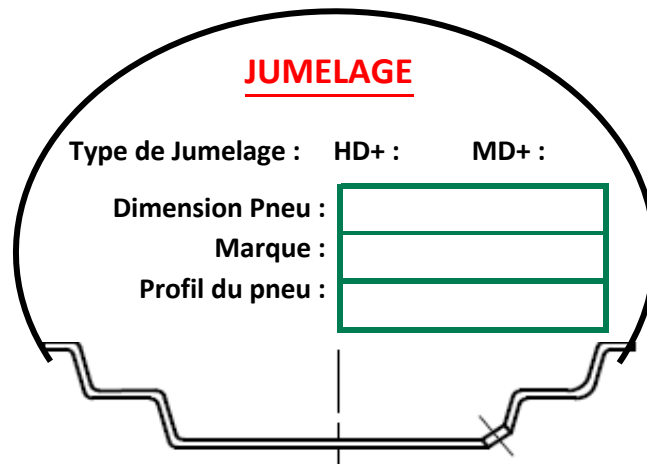 JUMELAGE
Type de Jumelage : HD+ : MD+ :
Dimension Pneu :
Marque :
Profil du pneu :